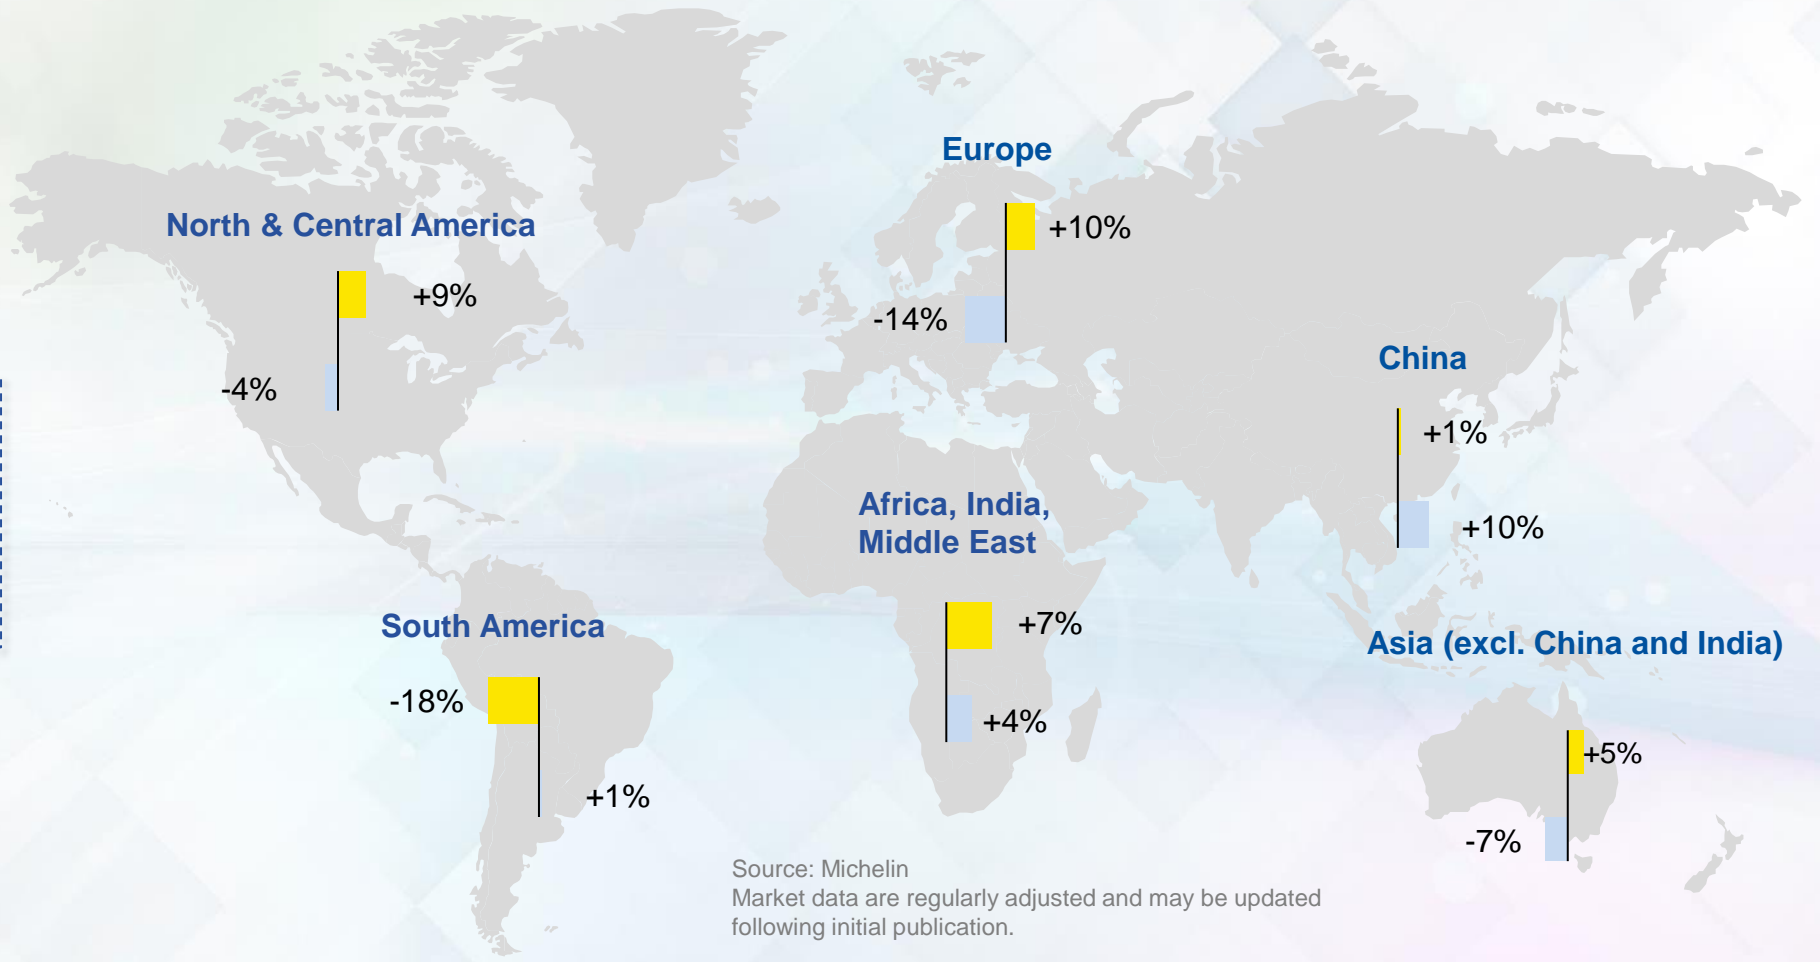 Europe
+10%
-14%
North & Central America
+9%
-4%
China
+1%
+10%
Africa, India,
Middle East
+7%
+4%
South America
-18%
+1%
Asia (excl. China and India)
+5%
-7%
Source: Michelin
Market data are regularly adjusted and may be updated
following initial publication.